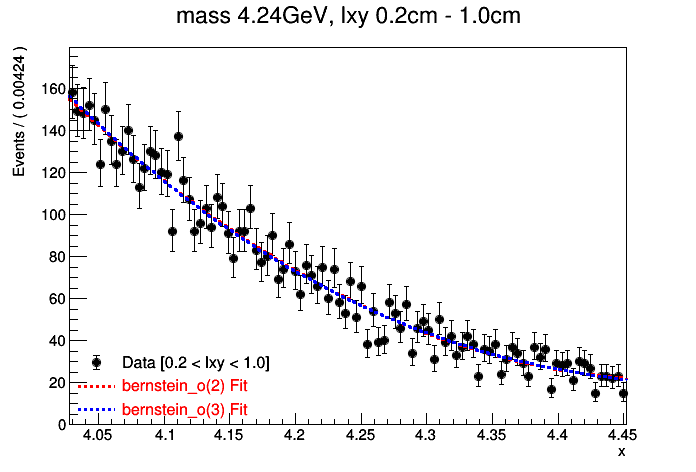 mass 4.24GeV, lxy 0.2cm - 1.0cm
Events / ( 0.00424 )
160
140
120
100
80
60
40
20
0
Data [0.2 < lxy < 1.0]
bernstein_o(2) Fit
bernstein_o(3) Fit
4.05 4.1 4.15 4.2 4.25 4.3 4.35 4.4 4.45
x